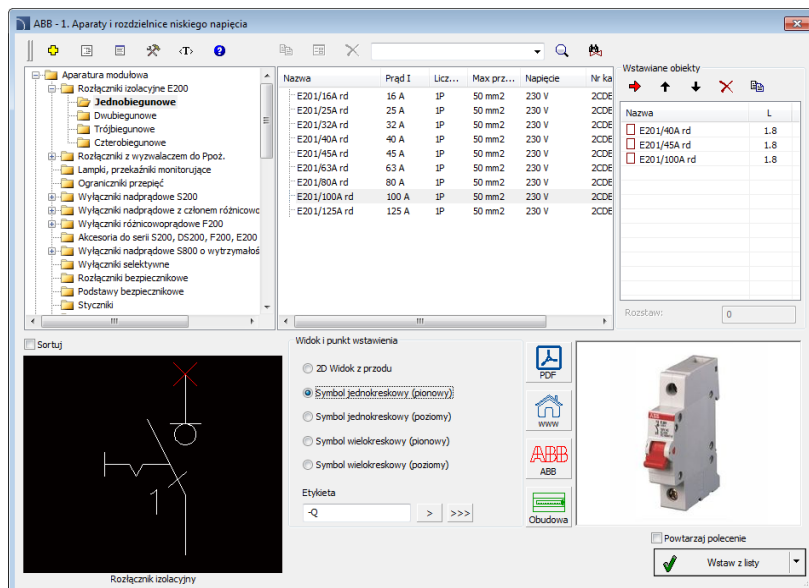 ABB - 1. Aparaty i rozdzielnice niskiego napięcia
<T>
Aparatura modułowa
Rozłączniki izolacyjne E200
Jednobiegunowe
Dwubiegunowe
Trójbiegunowe
Czterobiegunowe
Rozłączniki z wyzwalaczem do Ppoż.
Lampki, przekaźniki monitorujące
Ograniczniki przepięć
Wyłączniki nadprądowe S200
Wyłączniki nadprądowe z członem różnicowo
Wyłączniki różnicowoprądowe F200
Akcesoria do serii S200, DS200, F200, E200
Wyłączniki nadprądowe S800 o wytrzymałoś
Wyłączniki selektywne
Rozłączniki bezpiecznikowe
Podstawy bezpiecznikowe
Styczniki
Nazwa Prąd I Licz... Max prz... Napięcie Nr ka
E201/16A rd 16 A 1P 50 mm2 230 V 2CDE
E201/25A rd 25 A 1P 50 mm2 230 V 2CDE
E201/32A rd 32 A 1P 50 mm2 230 V 2CDE
E201/40A rd 40 A 1P 50 mm2 230 V 2CDE
E201/45A rd 45 A 1P 50 mm2 230 V 2CDE
E201/63A rd 63 A 1P 50 mm2 230 V 2CDE
E201/80A rd 80 A 1P 50 mm2 230 V 2CDE
E201/100A rd 100 A 1P 50 mm2 230 V 2CDE
E201/125A rd 125 A 1P 50 mm2 230 V 2CDE
Wstawiane obiekty
Nazwa L
E201/40A rd 1.8
E201/45A rd 1.8
E201/100A rd 1.8
Rozstaw: 0
Sortuj
1
Rozłącznik izolacyjny
Widok i punkt wstawienia
2D Widok z przodu
Symbol jednokreskowy (pionowy)
Symbol jednokreskowy (poziomy)
Symbol wielokreskowy (pionowy)
Symbol wielokreskowy (poziomy)
Etykieta
-Q > >>>
PDF
www
ABB
ABB
Obudowa
ABB
Powtarzaj polecenie
Wstaw z listy